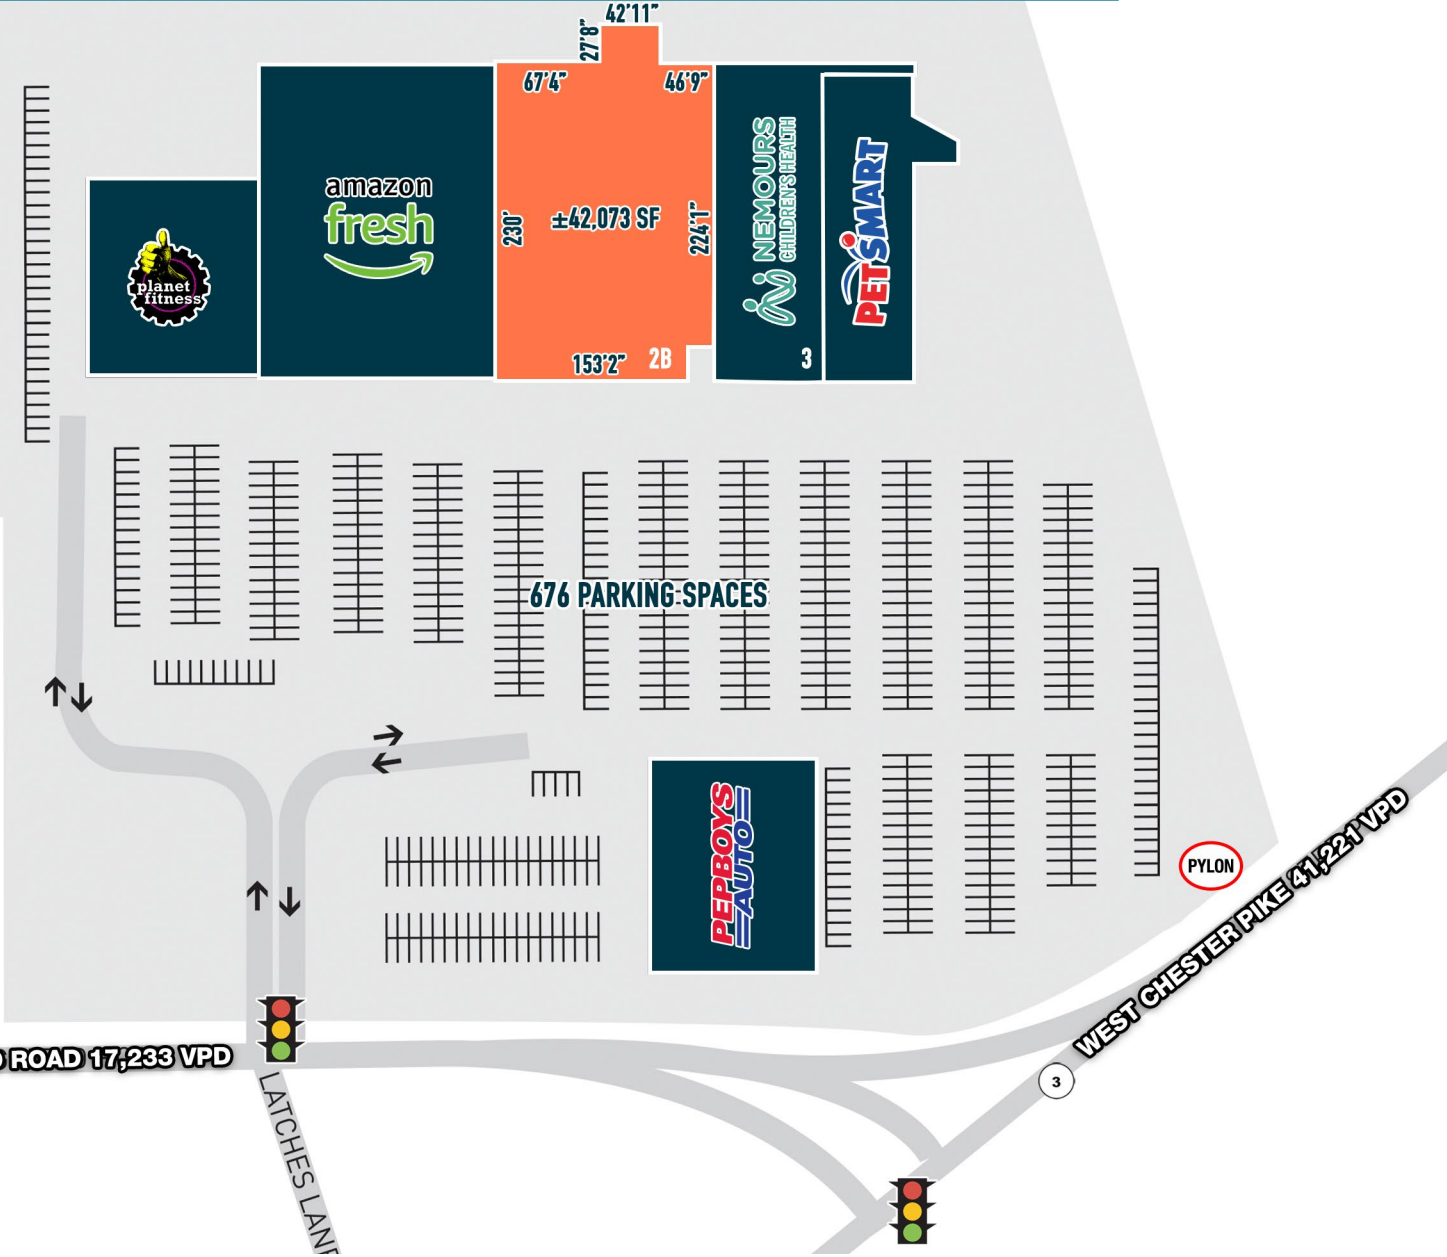 42'11"
27'8"
67'4"
46'9"
amazon
fresh
planet
fitness
230'
±42,073 SF
224'1"
NEMOURS
CHILDREN'S HEALTH
PETSMART
153'2"
2B
3
676 PARKING SPACES
PEPBOYS
AUTO
PYLON
WEST CHESTER PIKE 41,221 VPD
ROAD 17,233 VPD
3
LATCHES LANE